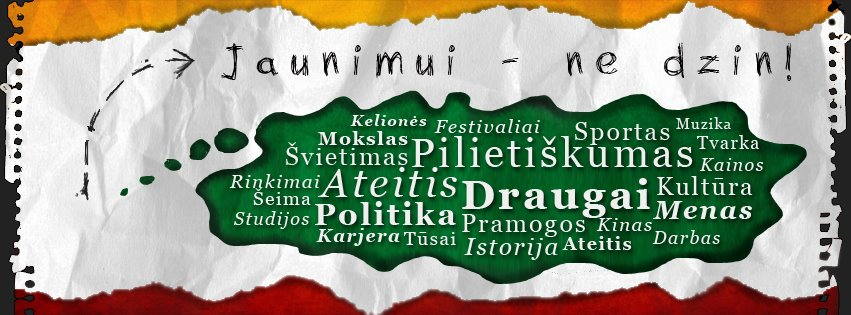 Jaunimui - ne dzin!
Kelionės Festivaliai Sportas Muzika
Mokslas Tvarka
Švietimas Pilietiškumas Kainos
Rinkimai Ateitis Draugai Kultūra
Šeima
Studijos Politika Pramogos Kinas Menas
Karjera Tūsai Istorija Ateitis Darbas